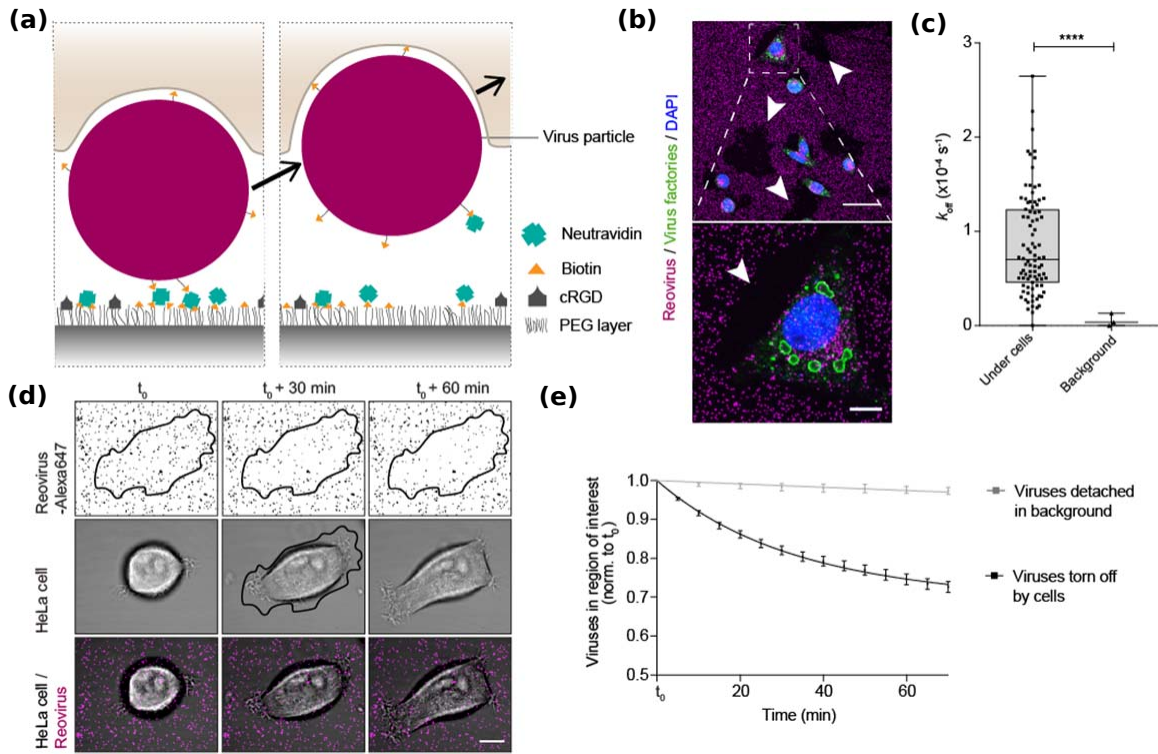 (a)
Virus particle
Neutravidin
Biotin
cRGD
PEG layer
(b)
Reovirus / Virus factories / DAPI
(c)
****
3
2
1
0
k_off (x10⁻⁴ s⁻¹)
Under cells
Background
(d)
t₀
t₀ + 30 min
t₀ + 60 min
Reovirus
-Alexa647
HeLa cell
HeLa cell /
Reovirus
(e)
1.0
0.9
0.8
0.7
0.6
0.5
Viruses in region of interest
(norm. to t₀)
t₀
20
40
60
Time (min)
Viruses detached
in background
Viruses torn off
by cells